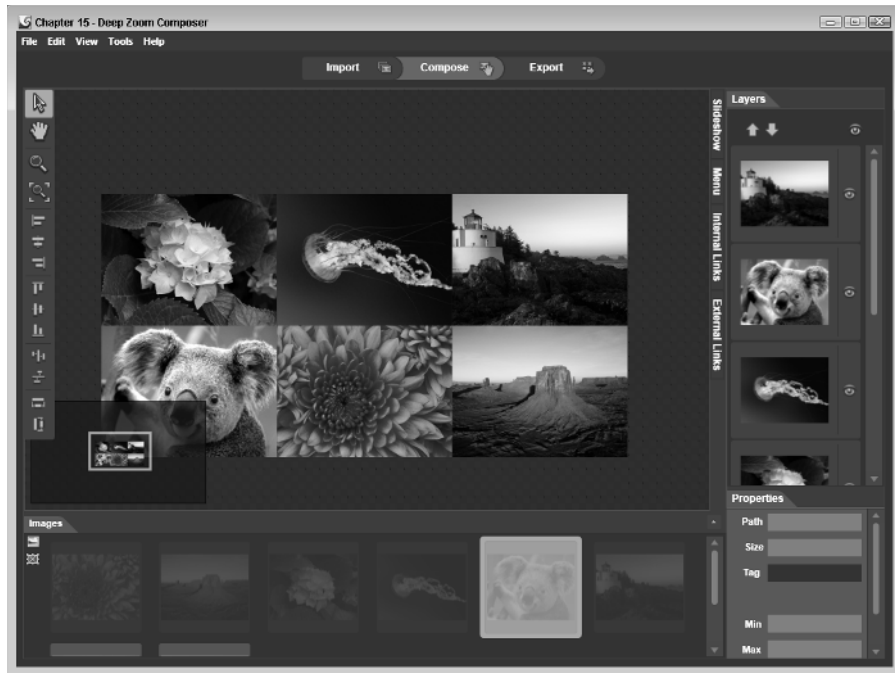 Chapter 15 - Deep Zoom Composer
File Edit View Tools Help
Import Compose Export
Slideshow
Menu
Internal Links
External Links
Layers
Images
Properties
Path
Size
Tag
Min
Max